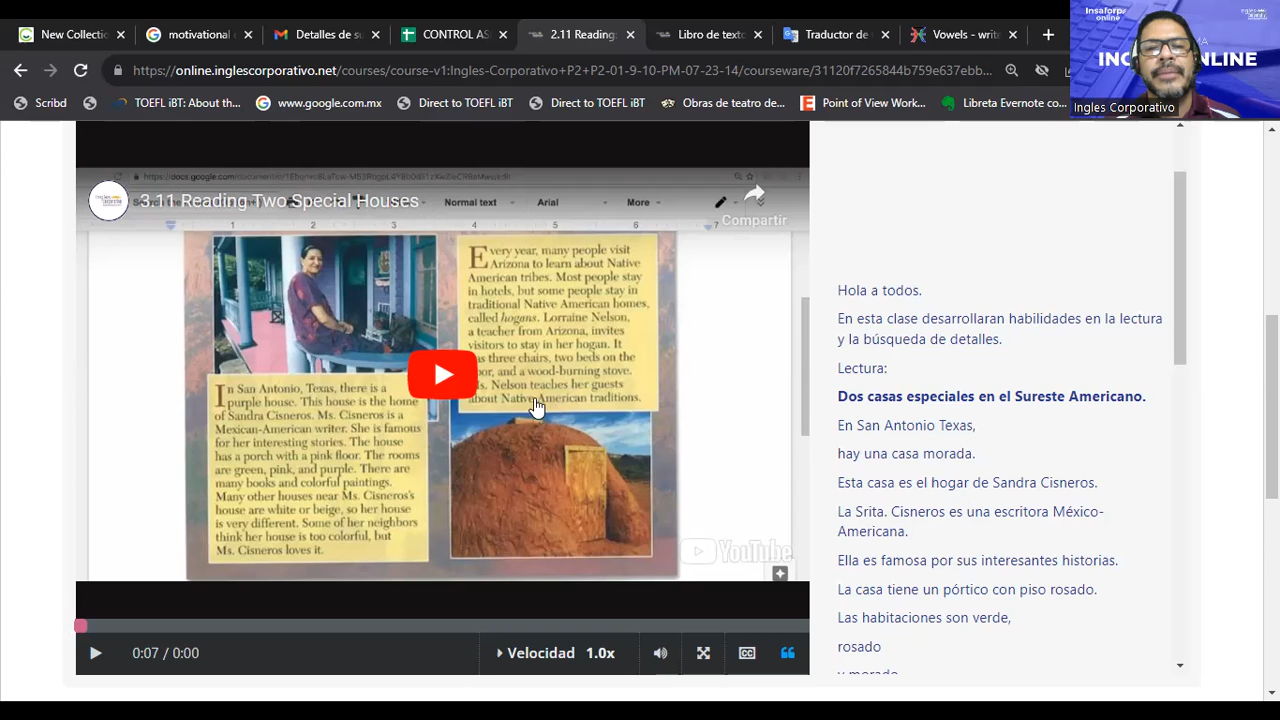 New Collecti
motivational
Detalles de su
CONTROL AS
2.11 Reading:
Libro de texto
Traductor de
Vowels - write
https://online.inglescorporativo.net/courses/course-v1:Ingles-Corporativo+P2+P2-01-9-10-PM-07-23-14/courseware/31120f7265844b759e637ebb...
Scribd
TOEFL iBT: About th...
www.google.com.mx
Direct to TOEFL iBT
Direct to TOEFL iBT
Obras de teatro de...
Point of View Work...
Libreta Evernote co...
Insaforp
online
Ingles Corporativo
3.11 Reading Two Special Houses
Normal text
Arial
More
Compartir
1 2 3 4 5 6 7
In San Antonio, Texas, there is a
purple house. This house is the home
of Sandra Cisneros. Ms. Cisneros is a
Mexican-American writer. She is famous
for her interesting stories. The house
has a porch with a pink floor. The rooms
are green, pink, and purple. There are
many books and colorful paintings.
Many other houses near Ms. Cisneros's
house are white or beige, so her house
is very different. Some of her neighbors
think her house is too colorful, but
Ms. Cisneros loves it.
Every year, many people visit
Arizona to learn about Native
American tribes. Most people stay
in hotels, but some people stay in
traditional Native American homes,
called hogans. Lorraine Nelson,
a teacher from Arizona, invites
visitors to stay in her hogan. It
three chairs, two beds on the
and a wood-burning stove.
Nelson teaches her guests
about Native American traditions.
YouTube
0:07 / 0:00
Velocidad 1.0x
CC
Hola a todos.
En esta clase desarrollaran habilidades en la lectura
y la búsqueda de detalles.
Lectura:
Dos casas especiales en el Sureste Americano.
En San Antonio Texas,
hay una casa morada.
Esta casa es el hogar de Sandra Cisneros.
La Srita. Cisneros es una escritora México-
Americana.
Ella es famosa por sus interesantes historias.
La casa tiene un pórtico con piso rosado.
Las habitaciones son verde,
rosado
y morado